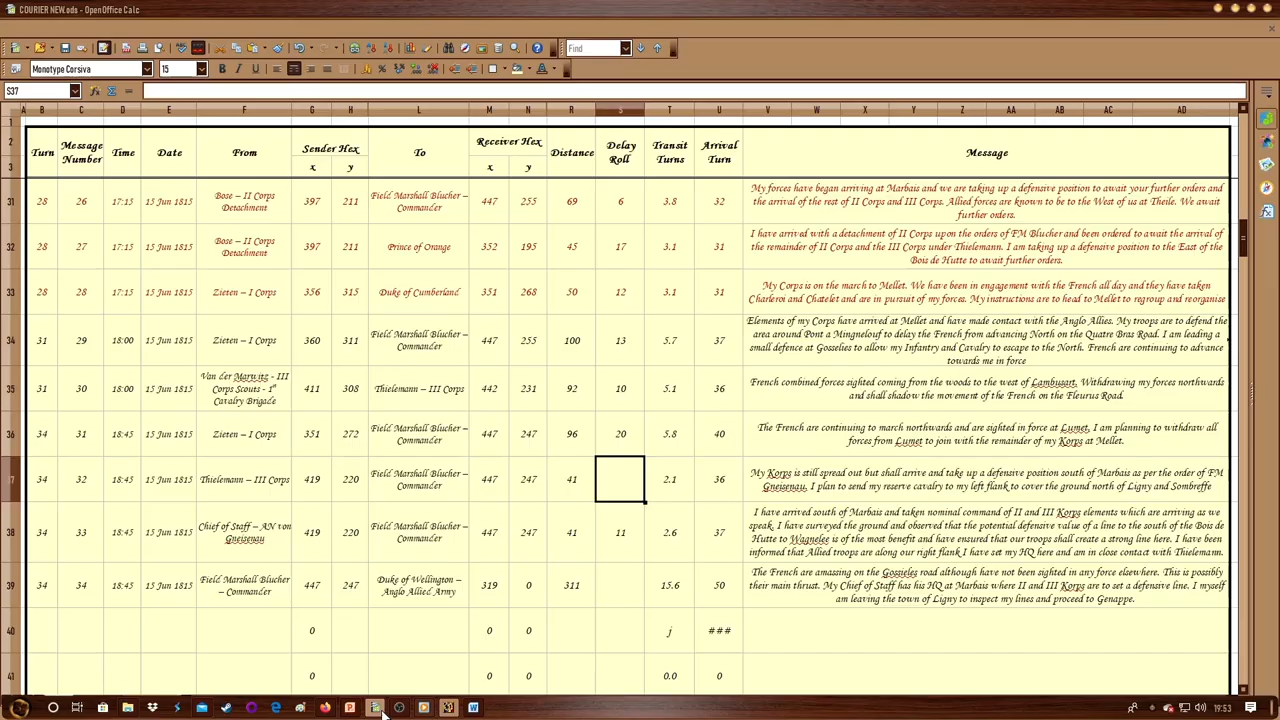 COURIER NEW.ods - OpenOffice Calc
Find
Monotype Corsiva 15
S37
A B C D E F G H L M N R S T U V W X Y Z AA AB AC AD
1
2 Turn Message Number Time Date From Sender Hex To Receiver Hex Distance Delay Roll Transit Turns Arrival Turn Message
3 x y x y
31 28 26 17:15 15 Jun 1815 Bose – II Corps Detachment 397 211 Field Marshall Blucher – Commander 447 255 69 6 3.8 32
My forces have began arriving at Marbais and we are taking up a defensive position to await your further orders and
the arrival of the rest of II Corps and III Corps. Allied forces are known to be to the West of us at Theile. We await
further orders.
32 28 27 17:15 15 Jun 1815 Bose – II Corps Detachment 397 211 Prince of Orange 352 195 45 17 3.1 31
I have arrived with a detachment of II Corps upon the orders of FM Blucher and been ordered to await the arrival of
the remainder of II Corps and the III Corps under Thielemann. I am taking up a defensive position to the East of the
Bois de Hutte to await further orders.
33 28 28 17:15 15 Jun 1815 Zieten – I Corps 356 315 Duke of Cumberland 351 268 50 12 3.1 31
My Corps is on the march to Mellet. We have been in engagement with the French all day and they have taken
Charleroi and Chatelet and are in pursuit of my forces. My instructions are to head to Mellet to regroup and reorganise
34 31 29 18:00 15 Jun 1815 Zieten – I Corps 360 311 Field Marshall Blucher – Commander 447 255 100 13 5.7 37
Elements of my Corps have arrived at Mellet and have made contact with the Anglo Allies. My troops are to defend the
area around Pont a Mingnelouf to delay the French from advancing North on the Quatre Bras Road. I am leading a
small defence at Gosselies to allow my Infantry and Cavalry to escape to the North. French are continuing to advance
towards me in force
35 31 30 18:00 15 Jun 1815 Van der Marwitz - III Corps Scouts - 1st Cavalry Brigade 411 308 Thielemann – III Corps 442 231 92 10 5.1 36
French combined forces sighted coming from the woods to the west of Lambusart. Withdrawing my forces northwards
and shall shadow the movement of the French on the Fleurus Road.
36 34 31 18:45 15 Jun 1815 Zieten – I Corps 351 272 Field Marshall Blucher – Commander 447 247 96 20 5.8 40
The French are continuing to march northwards and are sighted in force at Lumet, I am planning to withdraw all
forces from Lumet to join with the remainder of my Korps at Mellet.
37 34 32 18:45 15 Jun 1815 Thielemann – III Corps 419 220 Field Marshall Blucher – Commander 447 247 41 2.1 36
My Korps is still spread out but shall arrive and take up a defensive position south of Marbais as per the order of FM
Gneisenau, I plan to send my reserve cavalry to my left flank to cover the ground north of Ligny and Sombreffe
38 34 33 18:45 15 Jun 1815 Chief of Staff – AN von Gneisenau 419 220 Field Marshall Blucher – Commander 447 247 41 11 2.6 37
I have arrived south of Marbais and taken nominal command of II and III Korps elements which are arriving as we
speak. I have surveyed the ground and observed that the potential defensive value of a line to the south of the Bois de
Hutte to Wagnelee is of the most benefit and have ensured that our troops shall create a strong line here. I have been
informed that Allied troops are along our right flank I have set my HQ here and am in close contact with Thielemann.
39 34 34 18:45 15 Jun 1815 Field Marshall Blucher – Commander 447 247 Duke of Wellington – Anglo Allied Army 319 0 311 15.6 50
The French are amassing on the Gossieles road although have not been sighted in any force elsewhere. This is possibly
their main thrust. My Chief of Staff has his HQ at Marbais where II and III Korps are to set a defensive line. I myself
am leaving the town of Ligny to inspect my lines and proceed to Genappe.
40 0 0 0 j ###
41 0 0 0 0.0 0
19:53